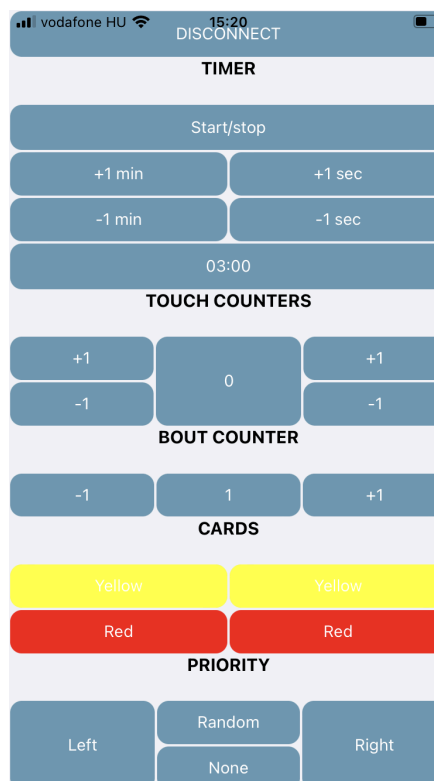 vodafone HU 15:20
DISCONNECT
TIMER
Start/stop
+1 min +1 sec
-1 min -1 sec
03:00
TOUCH COUNTERS
+1 +1
0
-1 -1
BOUT COUNTER
-1 1 +1
CARDS
Yellow Yellow
Red Red
PRIORITY
Random
Left Right
None